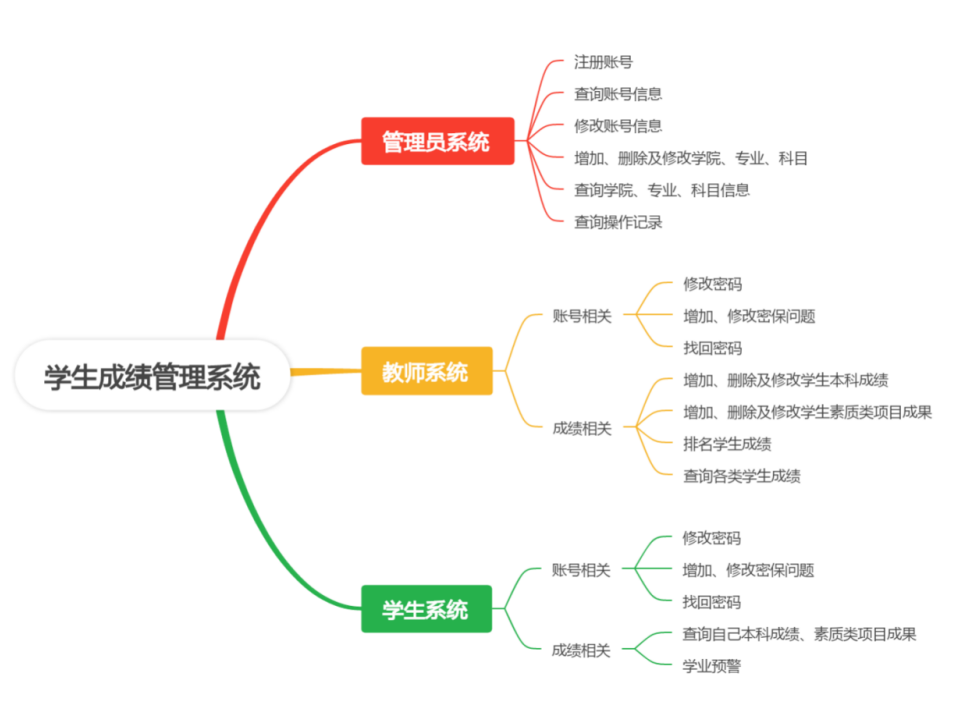 学生成绩管理系统
管理员系统
注册账号
查询账号信息
修改账号信息
增加、删除及修改学院、专业、科目
查询学院、专业、科目信息
查询操作记录
教师系统
账号相关
修改密码
增加、修改密保问题
找回密码
成绩相关
增加、删除及修改学生本科成绩
增加、删除及修改学生素质类项目成果
排名学生成绩
查询各类学生成绩
学生系统
账号相关
修改密码
增加、修改密保问题
找回密码
成绩相关
查询自己本科成绩、素质类项目成果
学业预警